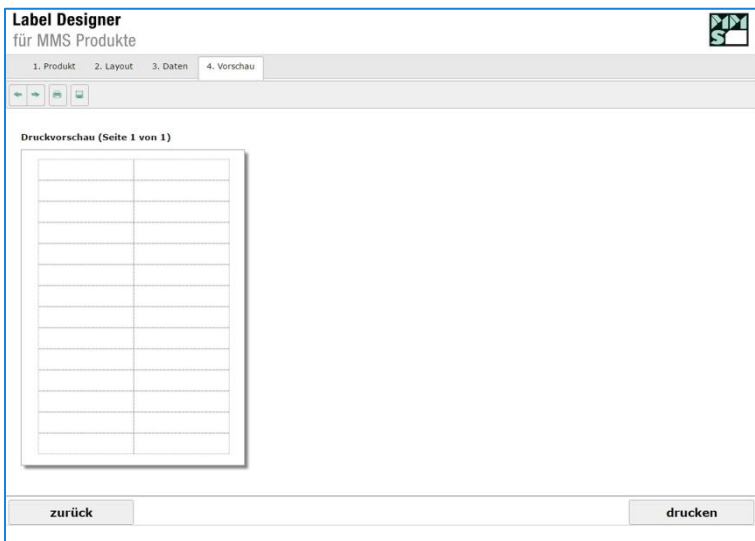 Label Designer
für MMS Produkte
MMS
1. Produkt 2. Layout 3. Daten 4. Vorschau
Druckvorschau (Seite 1 von 1)
zurück drucken